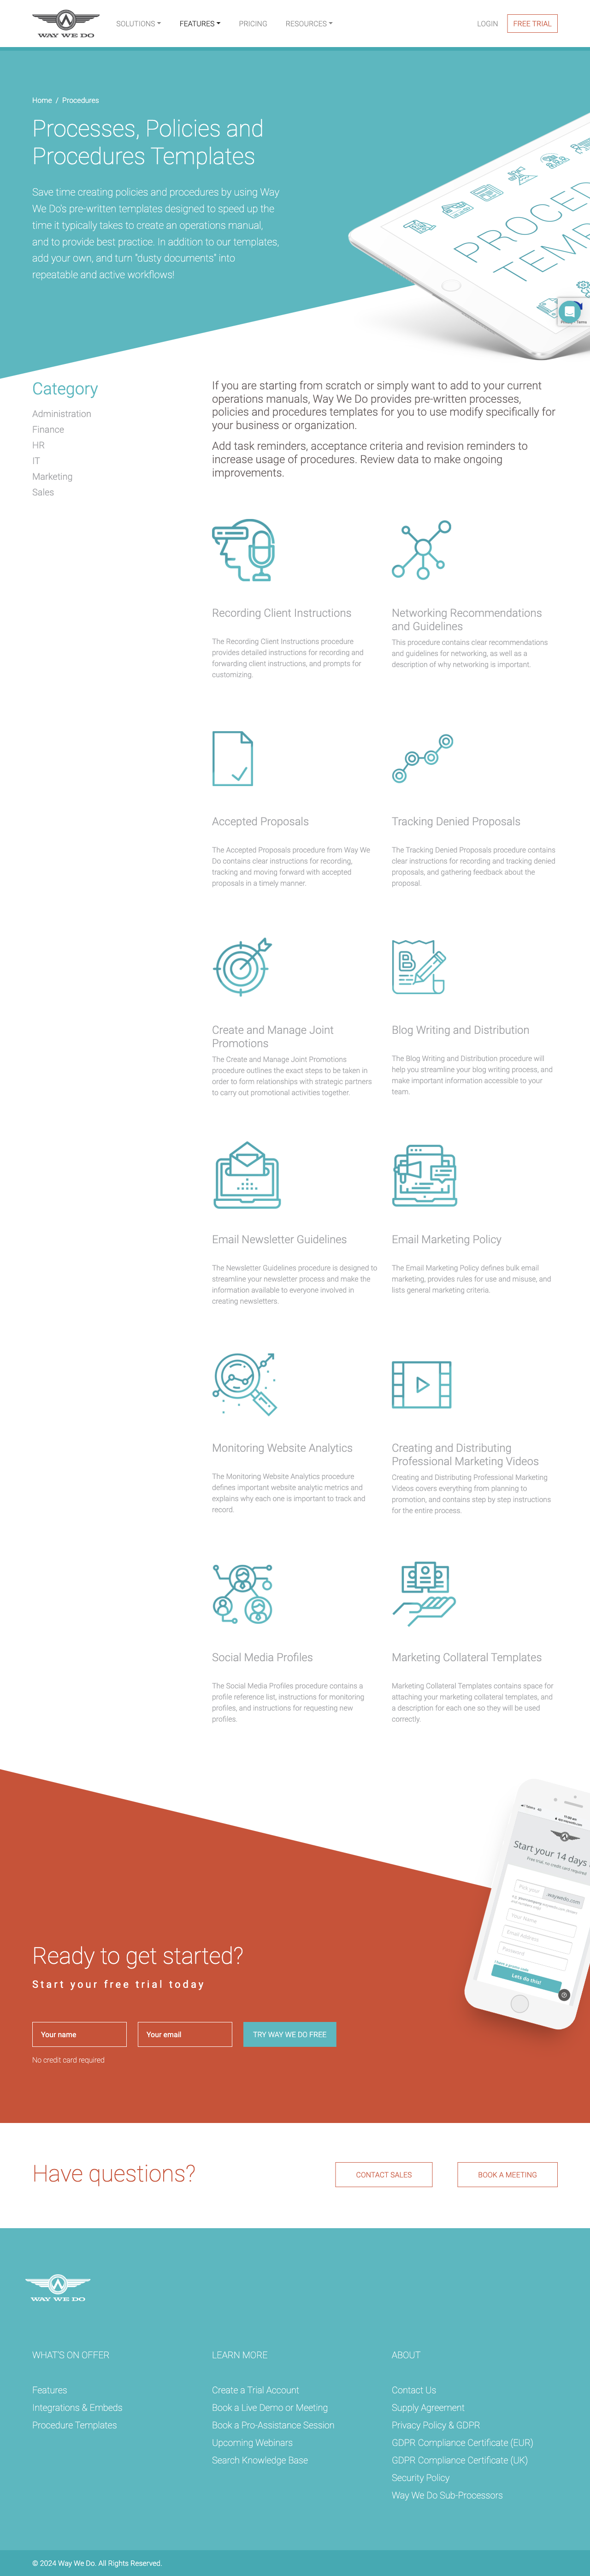 WAY WE DO
SOLUTIONS
FEATURES
PRICING
RESOURCES
LOGIN
FREE TRIAL
Home / Procedures
Processes, Policies and
Procedures Templates
Save time creating policies and procedures by using Way
We Do's pre-written templates designed to speed up the
time it typically takes to create an operations manual,
and to provide best practice. In addition to our templates,
add your own, and turn "dusty documents" into
repeatable and active workflows!
Category
Administration
Finance
HR
IT
Marketing
Sales
If you are starting from scratch or simply want to add to your current
operations manuals, Way We Do provides pre-written processes,
policies and procedures templates for you to use modify specifically for
your business or organization.
Add task reminders, acceptance criteria and revision reminders to
increase usage of procedures. Review data to make ongoing
improvements.
Recording Client Instructions
The Recording Client Instructions procedure
provides detailed instructions for recording and
forwarding client instructions, and prompts for
customizing.
Networking Recommendations
and Guidelines
This procedure contains clear recommendations
and guidelines for networking, as well as a
description of why networking is important.
Accepted Proposals
The Accepted Proposals procedure from Way We
Do contains clear instructions for recording,
tracking and moving forward with accepted
proposals in a timely manner.
Tracking Denied Proposals
The Tracking Denied Proposals procedure contains
clear instructions for recording and tracking denied
proposals, and gathering feedback about the
proposal.
Create and Manage Joint
Promotions
The Create and Manage Joint Promotions
procedure outlines the exact steps to be taken in
order to form relationships with strategic partners
to carry out promotional activities together.
Blog Writing and Distribution
The Blog Writing and Distribution procedure will
help you streamline your blog writing process, and
make important information accessible to your
team.
Email Newsletter Guidelines
The Newsletter Guidelines procedure is designed to
streamline your newsletter process and make the
information available to everyone involved in
creating newsletters.
Email Marketing Policy
The Email Marketing Policy defines bulk email
marketing, provides rules for use and misuse, and
lists general marketing criteria.
Monitoring Website Analytics
The Monitoring Website Analytics procedure
defines important website analytic metrics and
explains why each one is important to track and
record.
Creating and Distributing
Professional Marketing Videos
Creating and Distributing Professional Marketing
Videos covers everything from planning to
promotion, and contains step by step instructions
for the entire process.
Social Media Profiles
The Social Media Profiles procedure contains a
profile reference list, instructions for monitoring
profiles, and instructions for requesting new
profiles.
Marketing Collateral Templates
Marketing Collateral Templates contains space for
attaching your marketing collateral templates, and
a description for each one so they will be used
correctly.
Start your 14 days
Free trial, no credit card required
.waywedo.com
Your Name
Email Address
Password
Lets do this!
Ready to get started?
Start your free trial today
Your name
Your email
TRY WAY WE DO FREE
No credit card required
Have questions?
CONTACT SALES
BOOK A MEETING
WAY WE DO
WHAT'S ON OFFER
Features
Integrations & Embeds
Procedure Templates
LEARN MORE
Create a Trial Account
Book a Live Demo or Meeting
Book a Pro-Assistance Session
Upcoming Webinars
Search Knowledge Base
ABOUT
Contact Us
Supply Agreement
Privacy Policy & GDPR
GDPR Compliance Certificate (EUR)
GDPR Compliance Certificate (UK)
Security Policy
Way We Do Sub-Processors
© 2024 Way We Do. All Rights Reserved.